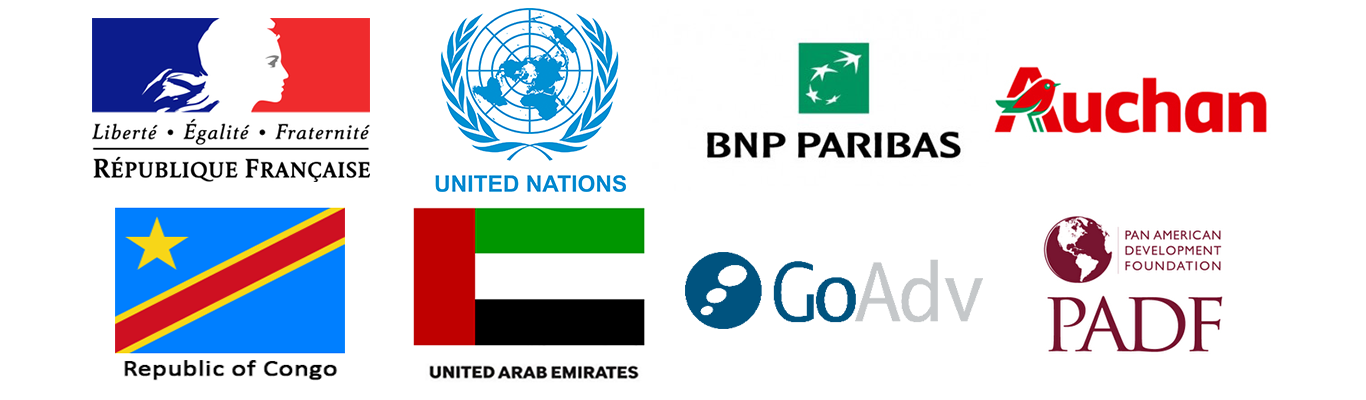 Liberté • Égalité • Fraternité
RÉPUBLIQUE FRANÇAISE
UNITED NATIONS
BNP PARIBAS
Auchan
Republic of Congo
UNITED ARAB EMIRATES
GoAdv
PAN AMERICAN
DEVELOPMENT
FOUNDATION
PADF